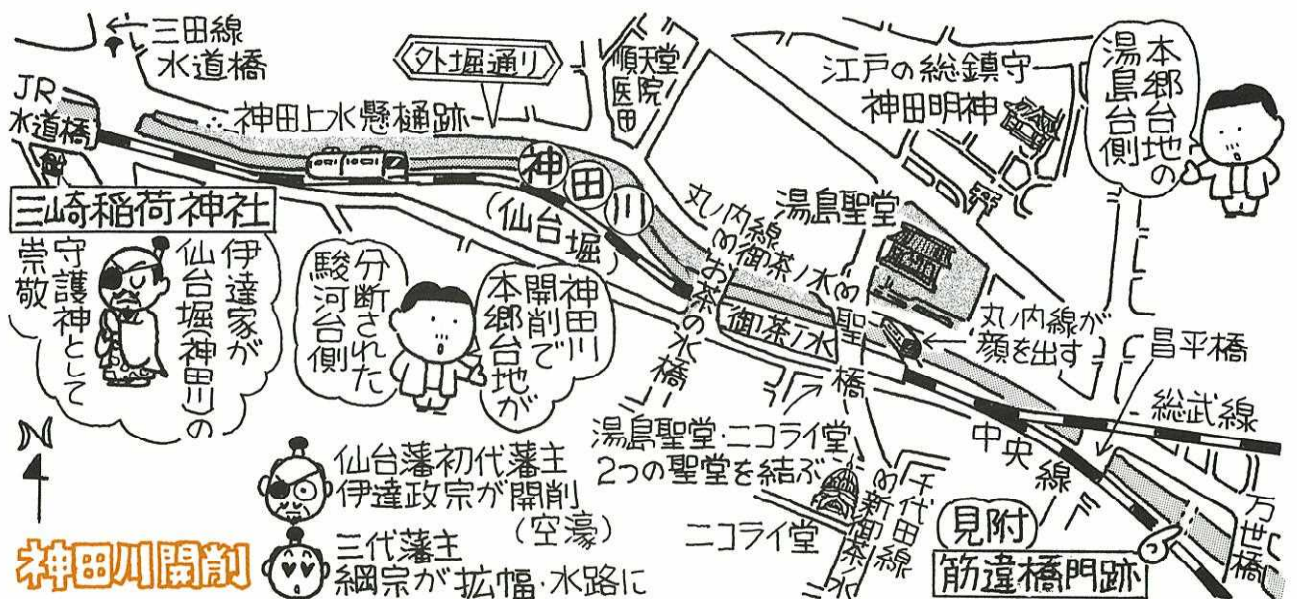 三田線
水道橋
JR
水道橋
外堀通り
神田上水懸樋跡
順天堂
医院
江戸の総鎮守
神田明神
本郷台地の
湯島台側
三崎稲荷神社
伊達家が
仙台堀(神田川)の
守護神として
崇敬
神田川
(仙台堀)
神田川
開削で
本郷台地が
分断された
駿河台側
丸ノ内線
御茶ノ水
お茶の水橋
御茶ノ水
聖橋
湯島聖堂
丸ノ内線が
顔を出す
昌平橋
総武線
中央線
湯島聖堂・ニコライ堂
2つの聖堂を結ぶ
ニコライ堂
千代田線
新御茶ノ水
見附
筋違橋門跡
万世橋
N
仙台藩初代藩主
伊達政宗が開削
(空濠)
三代藩主
綱宗が拡幅・水路に
神田川開削